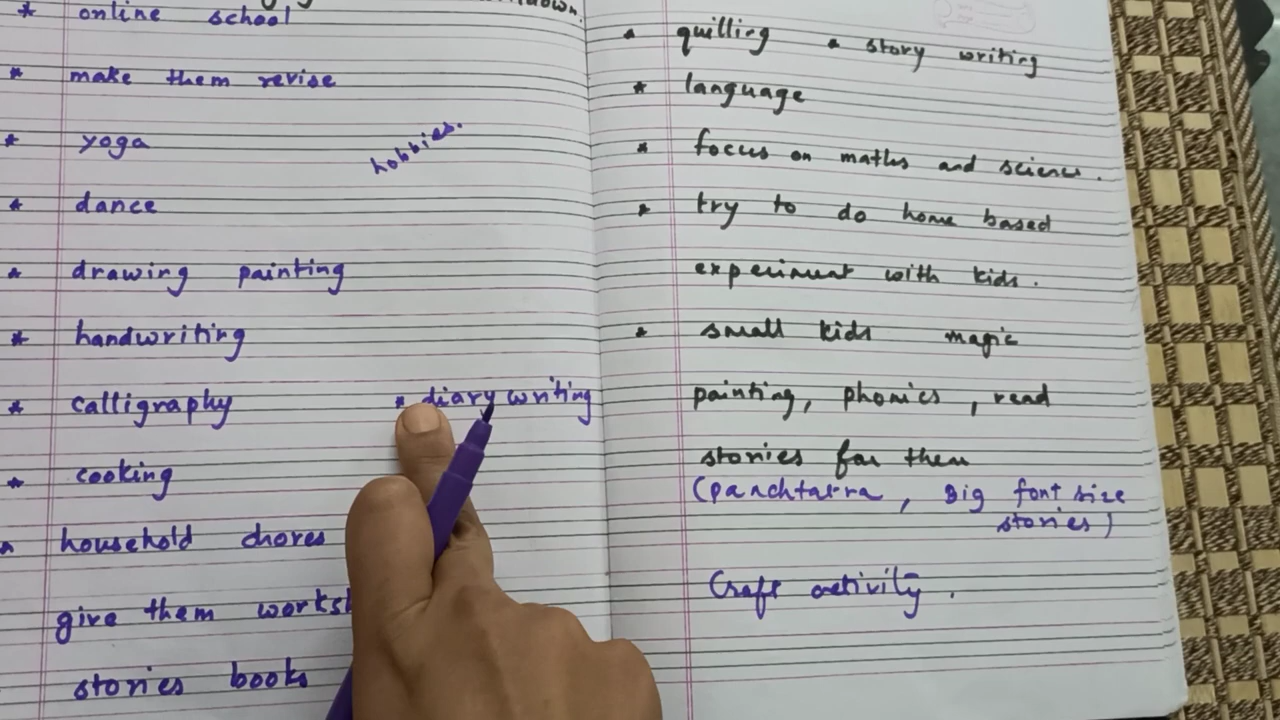 * online school
* make them revise
* yoga
hobbies.
* dance
* drawing painting
* handwriting
* calligraphy
* diary writing
* cooking
* household chores
give them
stories books
* quilling * story writing
* language
* focus on maths and science.
* try to do home based
experiment with kids.
* small kids magic
painting, phonics, read
stories for them
(panchtatra, Big font size
stories)
Craft activity.